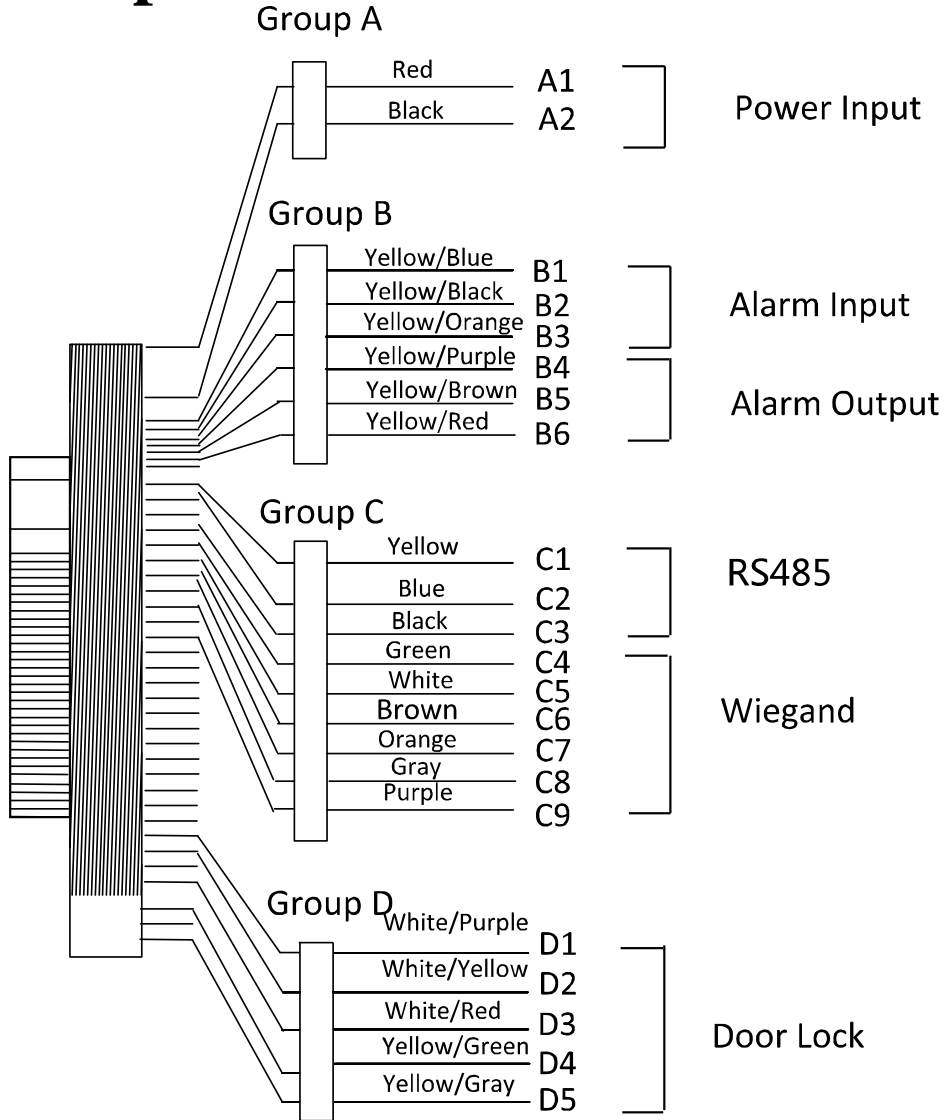 Group A
Red A1
Black A2
Power Input
Group B
Yellow/Blue B1
Yellow/Black B2
Yellow/Orange B3
Alarm Input
Yellow/Purple B4
Yellow/Brown B5
Yellow/Red B6
Alarm Output
Group C
Yellow C1
Blue C2
Black C3
RS485
Green C4
White C5
Brown C6
Orange C7
Gray C8
Purple C9
Wiegand
Group D
White/Purple D1
White/Yellow D2
White/Red D3
Yellow/Green D4
Yellow/Gray D5
Door Lock